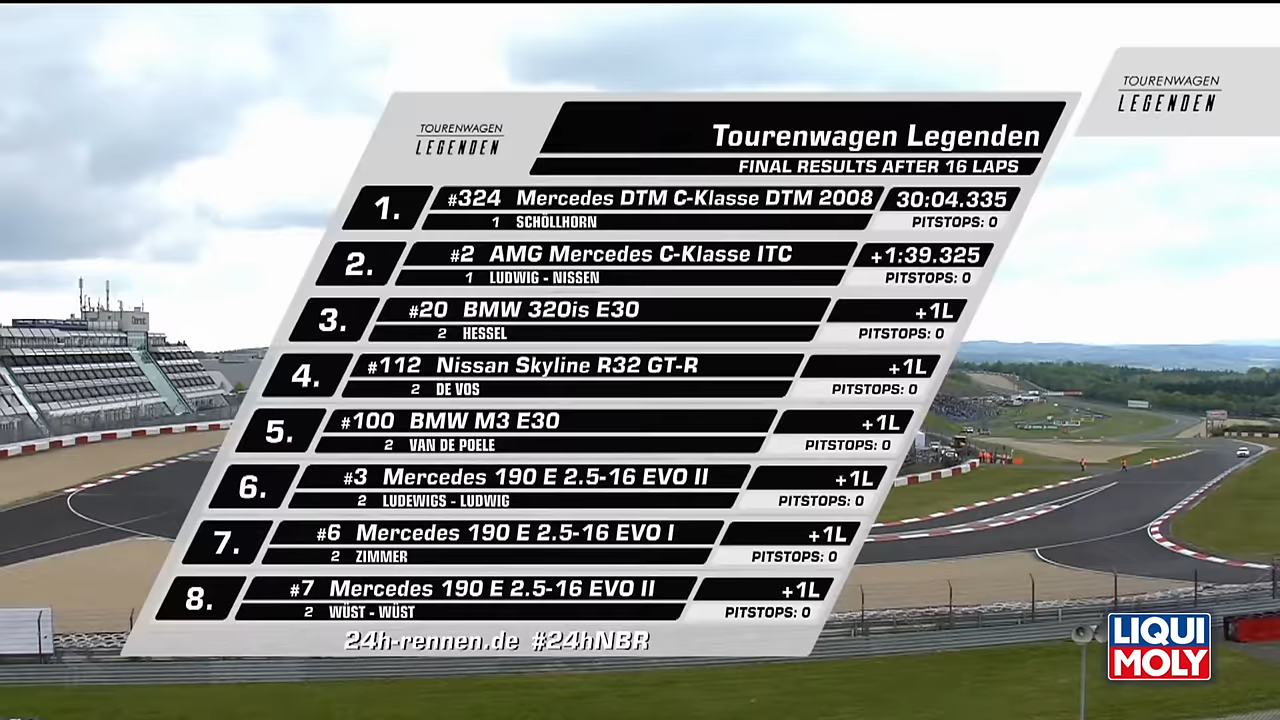 TOURENWAGEN
LEGENDEN
TOURENWAGEN
LEGENDEN
Tourenwagen Legenden
FINAL RESULTS AFTER 16 LAPS
1. #324 Mercedes DTM C-Klasse DTM 2008 30:04.335
1 SCHÖLLHORN PITSTOPS: 0
2. #2 AMG Mercedes C-Klasse ITC +1:39.325
1 LUDWIG - NISSEN PITSTOPS: 0
3. #20 BMW 320is E30 +1L
2 HESSEL PITSTOPS: 0
4. #112 Nissan Skyline R32 GT-R +1L
2 DE VOS PITSTOPS: 0
5. #100 BMW M3 E30 +1L
2 VAN DE POELE PITSTOPS: 0
6. #3 Mercedes 190 E 2.5-16 EVO II +1L
2 LUDEWIGS - LUDWIG PITSTOPS: 0
7. #6 Mercedes 190 E 2.5-16 EVO I +1L
2 ZIMMER PITSTOPS: 0
8. #7 Mercedes 190 E 2.5-16 EVO II +1L
2 WÜST - WÜST PITSTOPS: 0
24h-rennen.de #24hNBR
LIQUI
MOLY